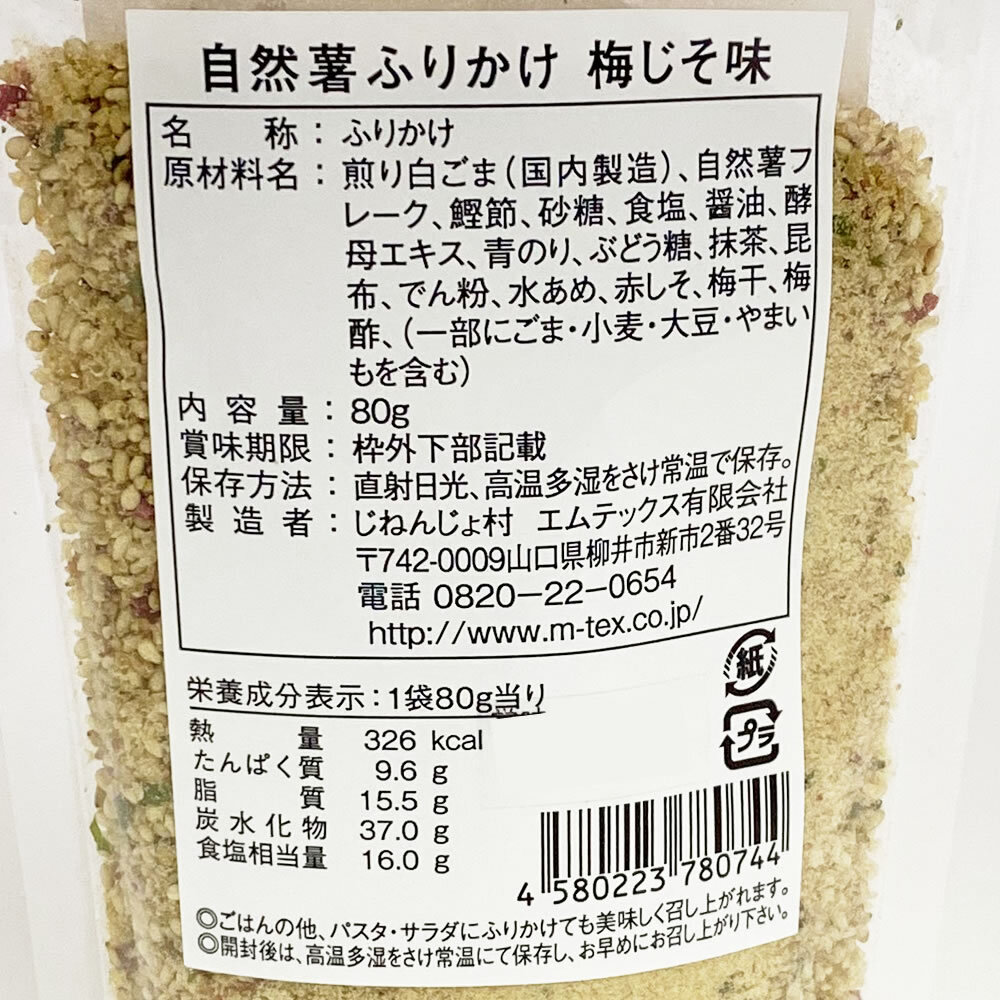 自然薯ふりかけ 梅じそ味
名称：ふりかけ
原材料名：煎り白ごま(国内製造)、自然薯フ
レーク、鰹節、砂糖、食塩、醤油、酵
母エキス、青のり、ぶどう糖、抹茶、昆
布、でん粉、水あめ、赤しそ、梅干、梅
酢、(一部にごま・小麦・大豆・やまい
もを含む)
内容量：80g
賞味期限：枠外下部記載
保存方法：直射日光、高温多湿をさけ常温で保存。
製造者：じねんじょ村 エムテックス有限会社
〒742-0009山口県柳井市新市2番32号
電話 0820-22-0654
http://www.m-tex.co.jp/
栄養成分表示：1袋80g当り
熱量 326 kcal
たんぱく質 9.6 g
脂質 15.5 g
炭水化物 37.0 g
食塩相当量 16.0 g
紙
プラ
4 580223 780744
◎ごはんの他、パスタ・サラダにふりかけても美味しく召し上がれます。
◎開封後は、高温多湿をさけ常温にて保存し、お早めにお召し上がり下さい。